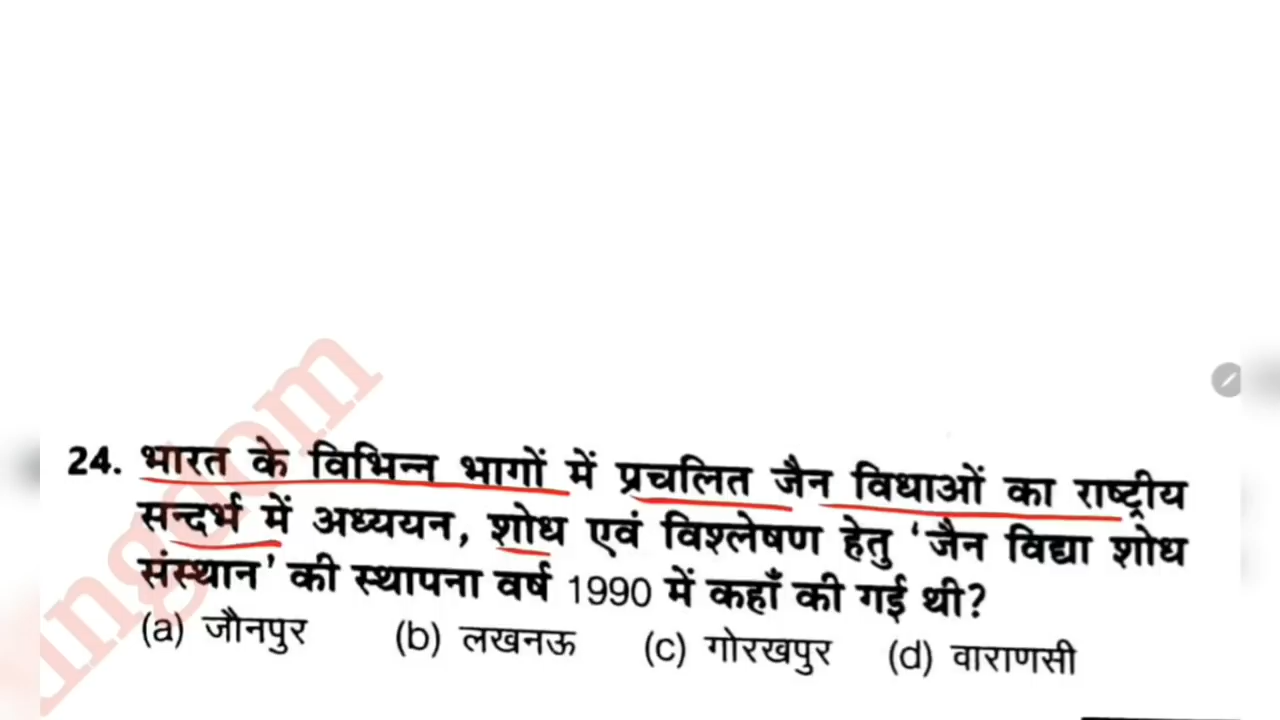 24. भारत के विभिन्न भागों में प्रचलित जैन विधाओं का राष्ट्रीय
सन्दर्भ में अध्ययन, शोध एवं विश्लेषण हेतु ‘जैन विद्या शोध
संस्थान’ की स्थापना वर्ष 1990 में कहाँ की गई थी?
(a) जौनपुर (b) लखनऊ (c) गोरखपुर (d) वाराणसी